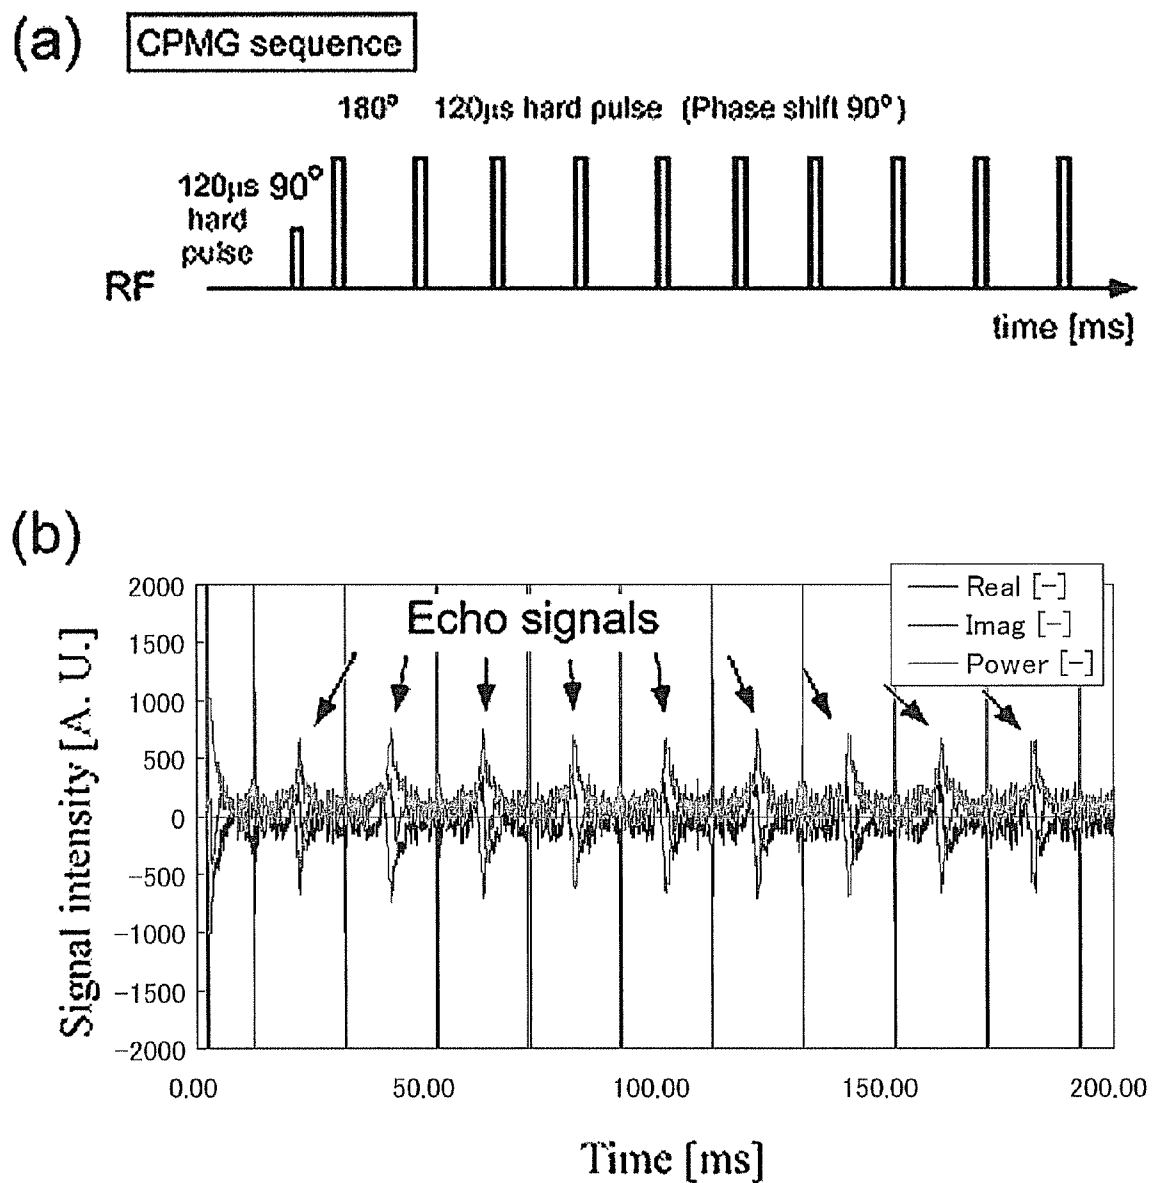 (a)
CPMG sequence
180° 120μs hard pulse (Phase shift 90°)
120μs 90°
hard
pulse
RF
time [ms]
(b)
2000
1500
1000
500
0
-500
-1000
-1500
-2000
Signal intensity [A. U.]
Echo signals
Real [-]
Imag [-]
Power [-]
0.00 50.00 100.00 150.00 200.00
Time [ms]